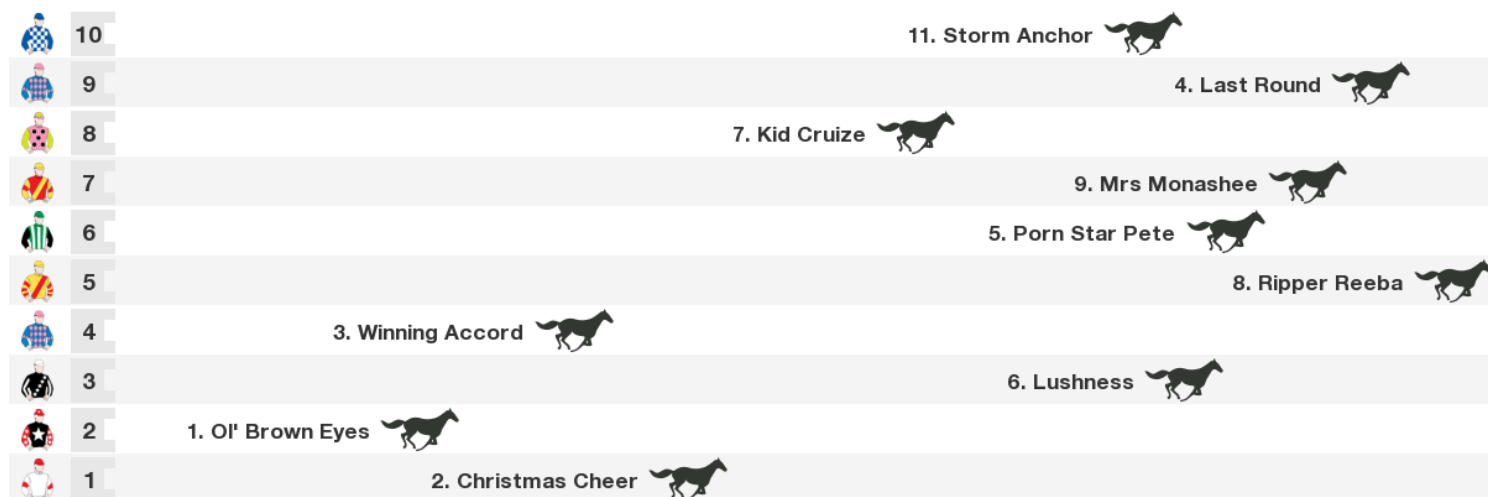 10 11. Storm Anchor
9 4. Last Round
8 7. Kid Cruize
7 9. Mrs Monashee
6 5. Porn Star Pete
5 8. Ripper Reeba
4 3. Winning Accord
3 6. Lushness
2 1. Ol' Brown Eyes
1 2. Christmas Cheer